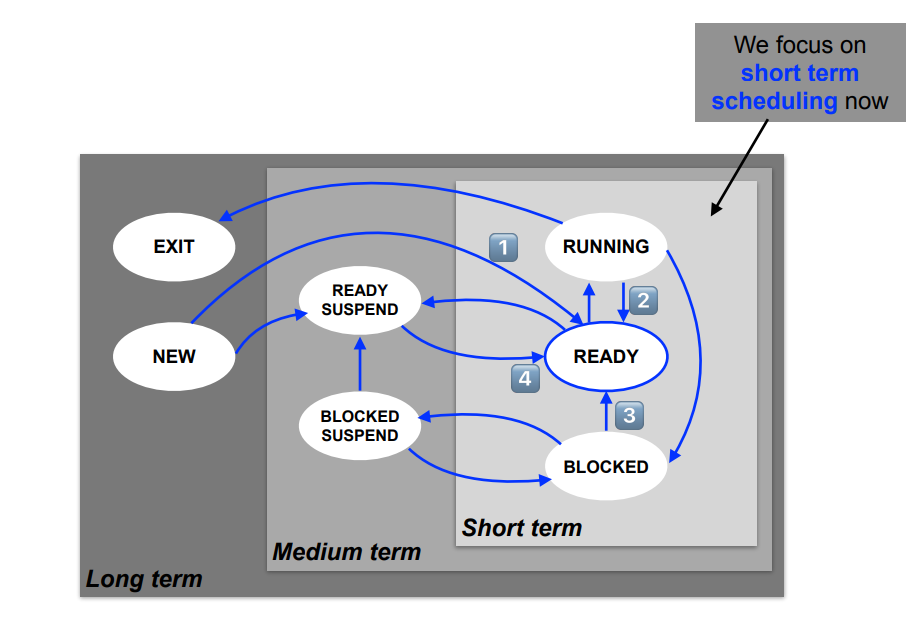 We focus on
short term
scheduling now
EXIT
1
RUNNING
READY
SUSPEND
2
NEW
READY
4
BLOCKED
SUSPEND
3
BLOCKED
Short term
Medium term
Long term